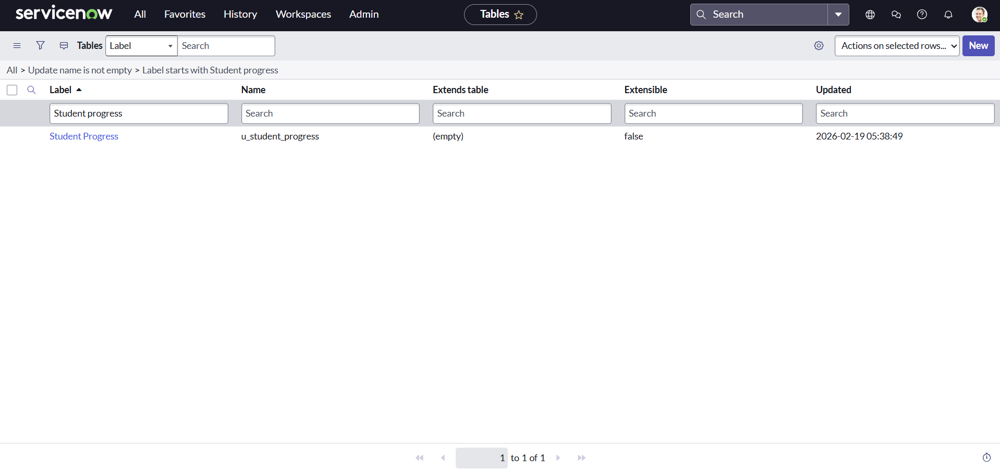 servicenow All Favorites History Workspaces Admin Tables Search
Tables Label Search Actions on selected rows... New
All > Update name is not empty > Label starts with Student progress
Label Name Extends table Extensible Updated
Student progress Search Search Search Search
Student Progress u_student_progress (empty) false 2026-02-19 05:38:49
1 to 1 of 1